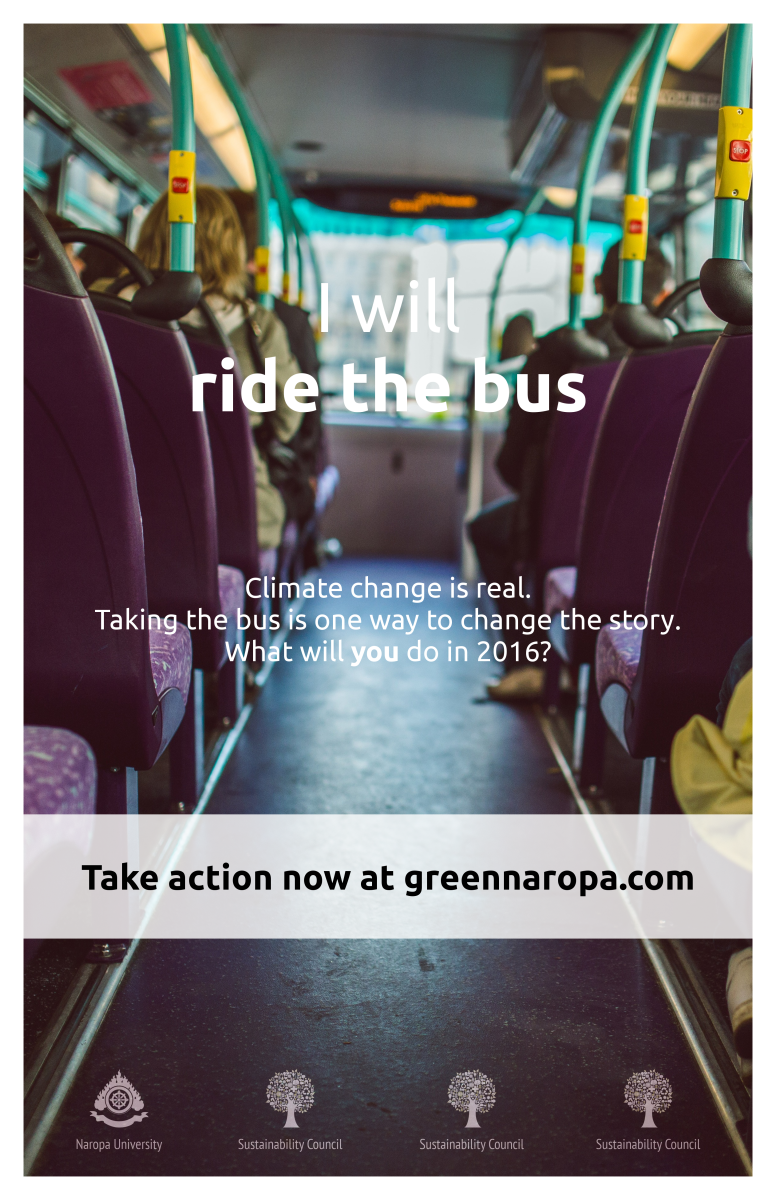 STOP
STOP
I will
ride the bus
Climate change is real.
Taking the bus is one way to change the story.
What will you do in 2016?
Take action now at greennaropa.com
Naropa University
Sustainability Council
Sustainability Council
Sustainability Council